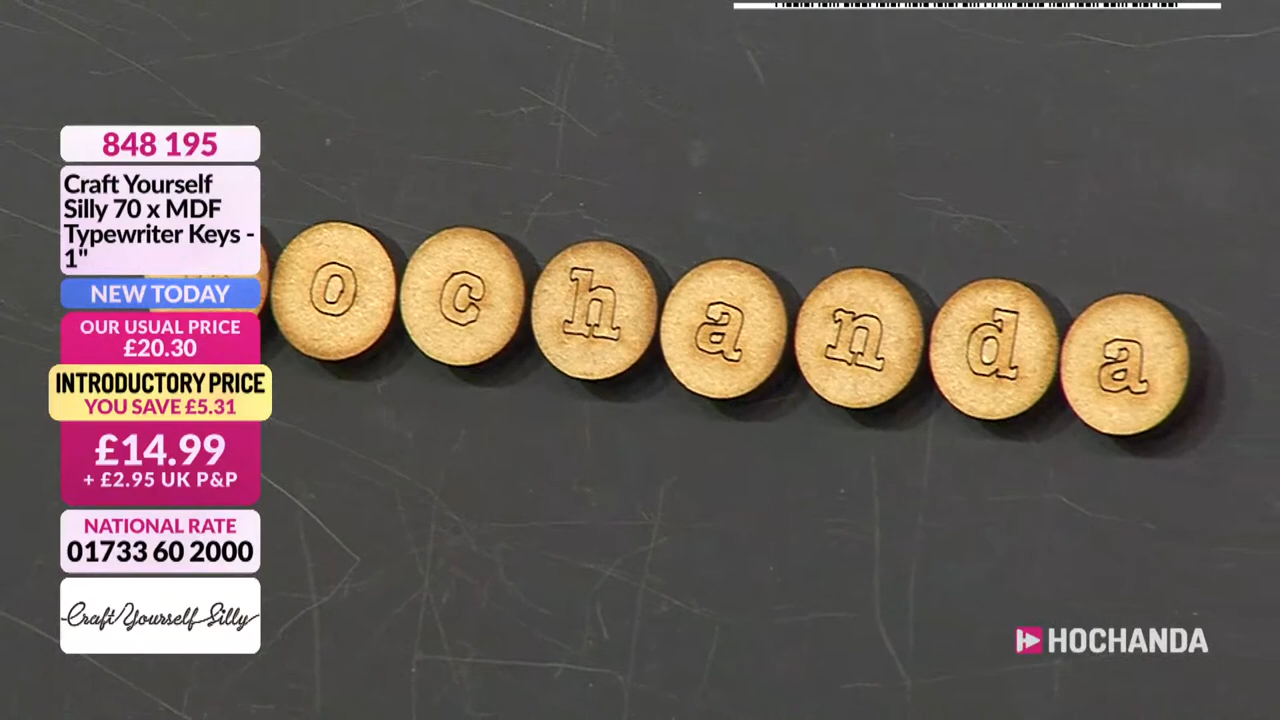 848 195
Craft Yourself
Silly 70 x MDF
Typewriter Keys -
1"
NEW TODAY
OUR USUAL PRICE
£20.30
INTRODUCTORY PRICE
YOU SAVE £5.31
£14.99
+ £2.95 UK P&P
NATIONAL RATE
01733 60 2000
Craft Yourself Silly
o c h a n d a
HOCHANDA